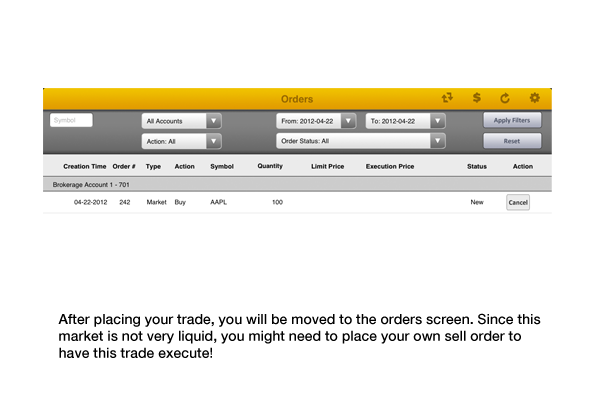 Orders
Symbol All Accounts From: 2012-04-22 To: 2012-04-22 Apply Filters
Action: All Order Status: All Reset
Creation Time Order # Type Action Symbol Quantity Limit Price Execution Price Status Action
Brokerage Account 1 - 701
04-22-2012 242 Market Buy AAPL 100 New Cancel
After placing your trade, you will be moved to the orders screen. Since this
market is not very liquid, you might need to place your own sell order to
have this trade execute!